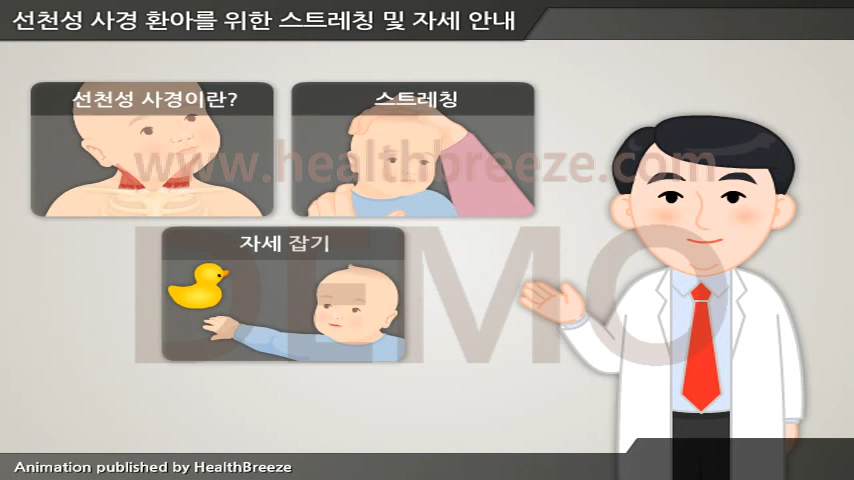 선천성 사경 환아를 위한 스트레칭 및 자세 안내
선천성 사경이란?
스트레칭
www.healthbreeze.com
자세 잡기
DEMO
Animation published by HealthBreeze